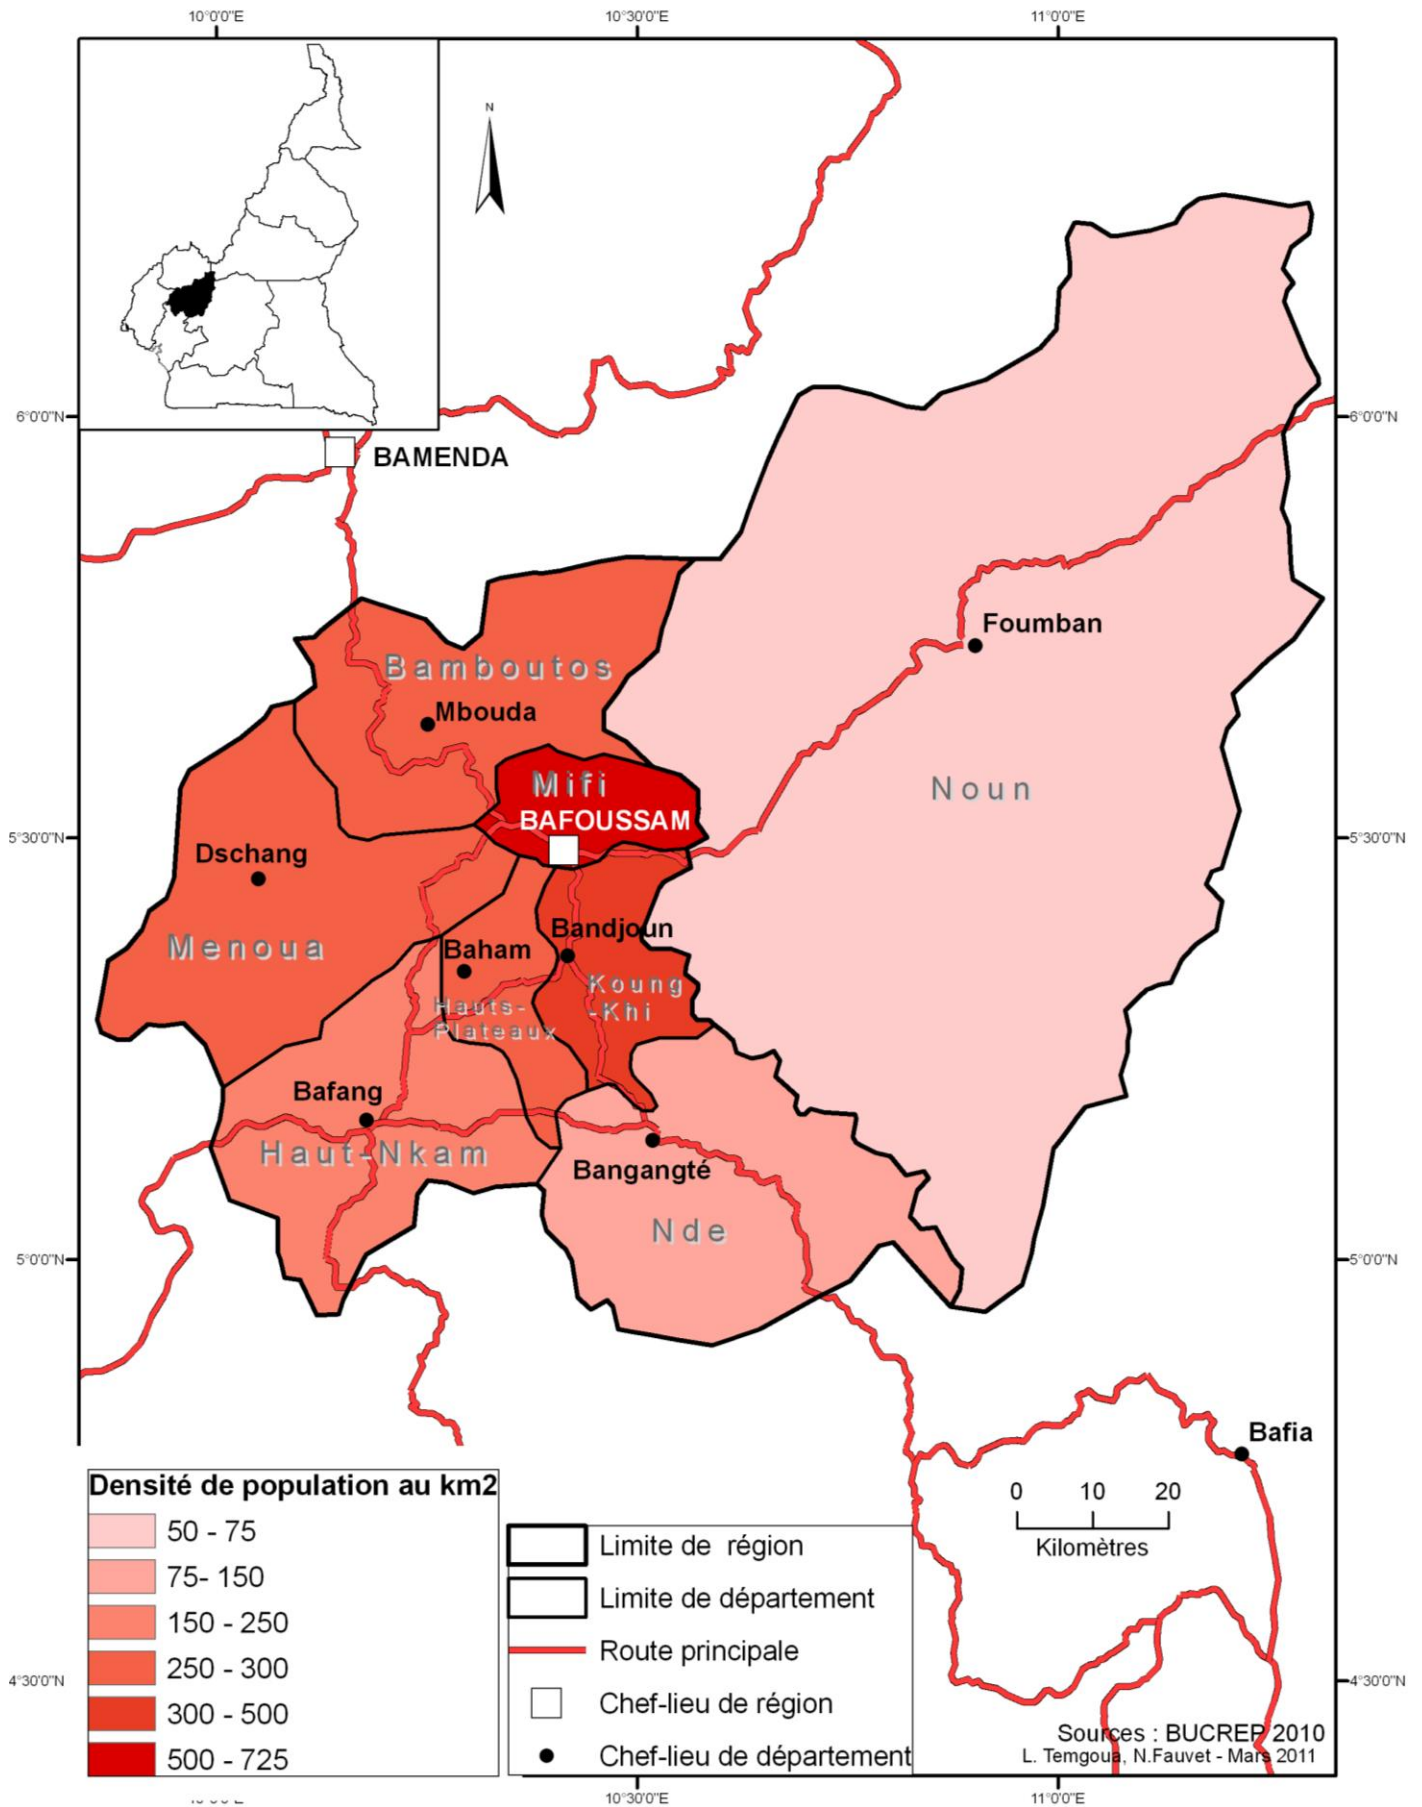 10°0'0"E 10°30'0"E 11°0'0"E
N
6°0'0"N 6°0'0"N
BAMENDA
Foumban
Bamboutos
Mbouda
Mifi
Noun
BAFOUSSAM
5°30'0"N 5°30'0"N
Dschang
Bandjoun
Menoua
Baham
Koung
-Khi
Hauts-
Plateaux
Bafang
Haut-Nkam
Bangangté
Nde
5°0'0"N 5°0'0"N
Bafia
Densité de population au km2
50 - 75
75- 150
150 - 250
250 - 300
300 - 500
500 - 725
Limite de région
Limite de département
Route principale
Chef-lieu de région
Chef-lieu de département
0 10 20
Kilomètres
4°30'0"N 4°30'0"N
Sources : BUCREP 2010
L. Temgoua, N.Fauvet - Mars 2011
10°30'0"E 11°0'0"E